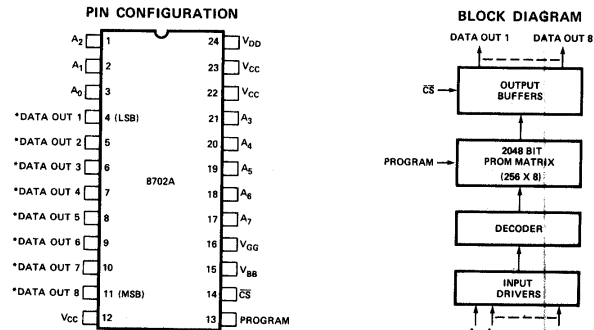 PIN CONFIGURATION
A2 1
A1 2
A0 3
*DATA OUT 1 4 (LSB)
*DATA OUT 2 5
*DATA OUT 3 6
*DATA OUT 4 7
*DATA OUT 5 8
*DATA OUT 6 9
*DATA OUT 7 10
*DATA OUT 8 11 (MSB)
VCC 12
8702A
24 VDD
23 VCC
22 VCC
21 A3
20 A4
19 A5
18 A6
17 A7
16 VGG
15 VBB
14 C̅S̅
13 PROGRAM
BLOCK DIAGRAM
DATA OUT 1 DATA OUT 8
C̅S̅
OUTPUT
BUFFERS
PROGRAM
2048 BIT
PROM MATRIX
(256 X 8)
DECODER
INPUT
DRIVERS